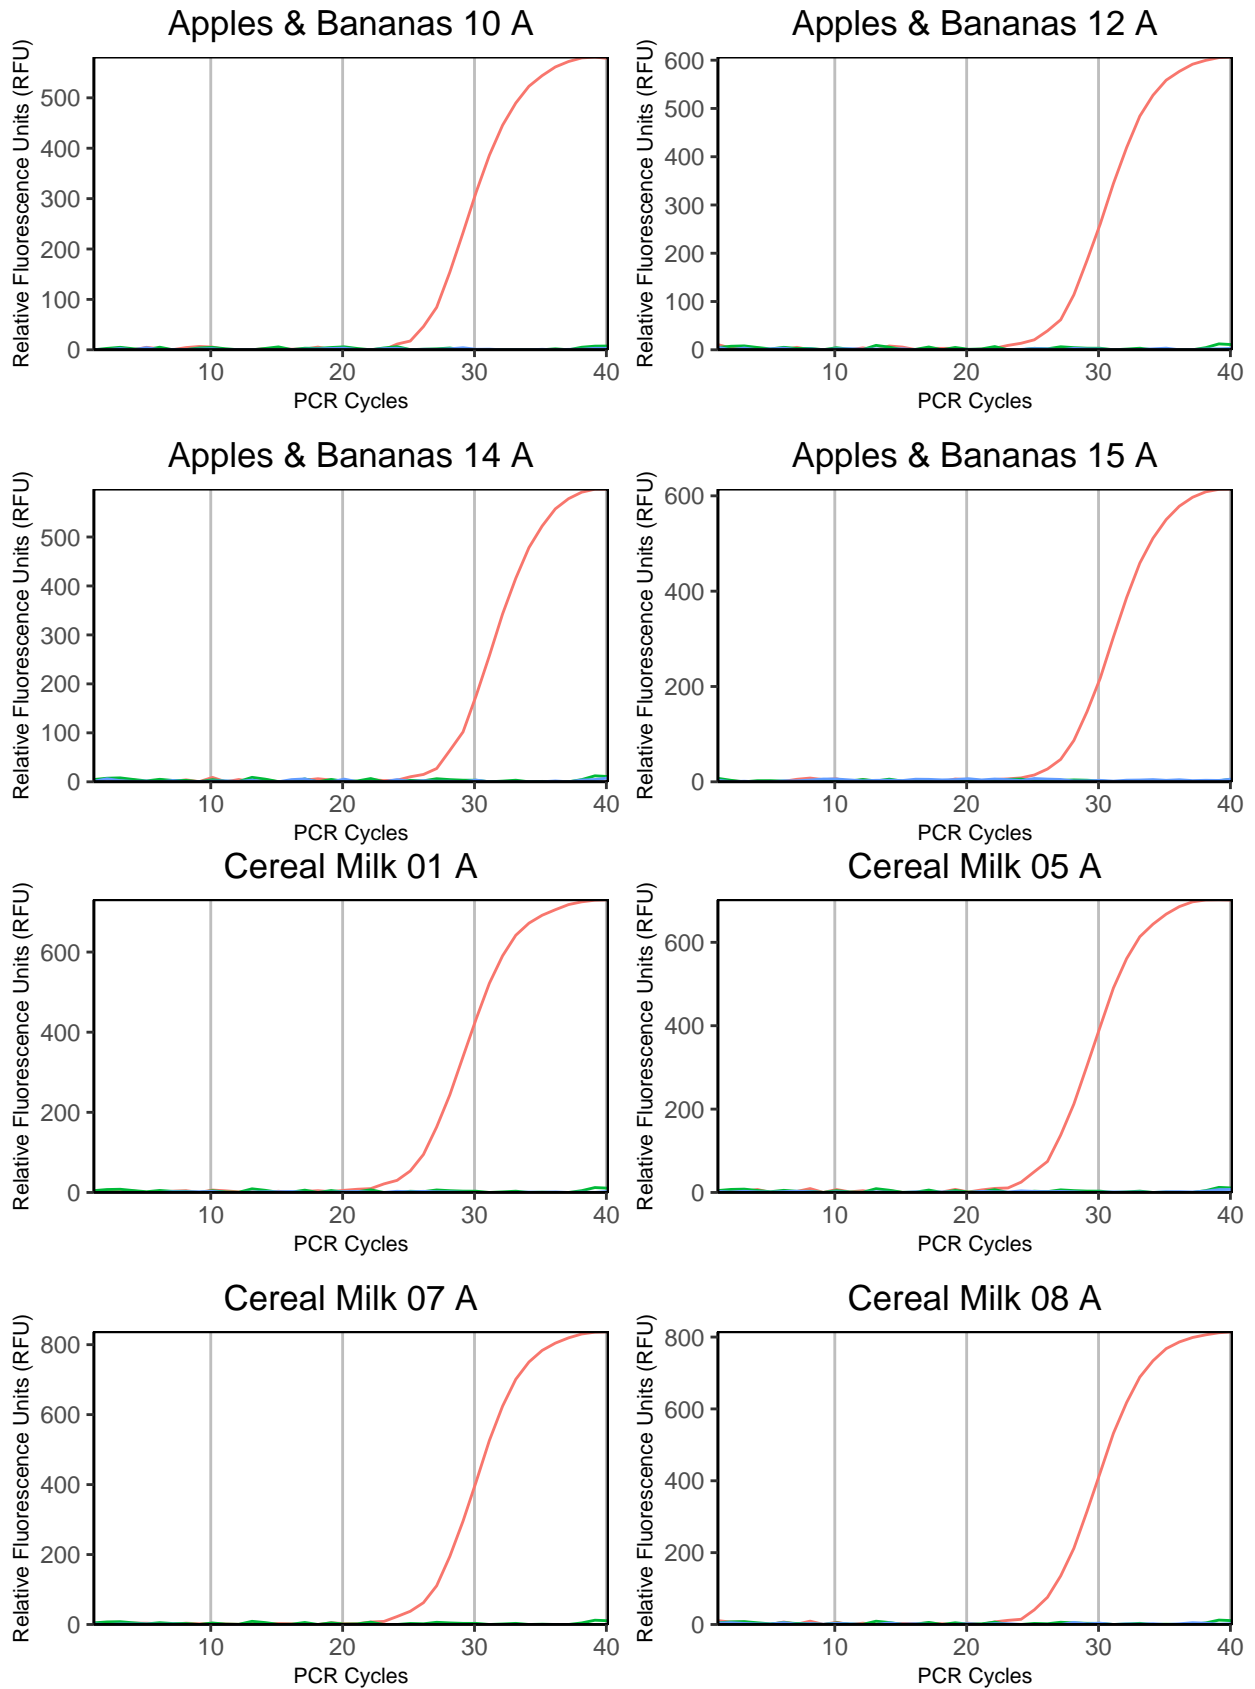 Apples & Bananas 10 A
Relative Fluorescence Units (RFU)
500
400
300
200
100
0
10 20 30 40
PCR Cycles
Apples & Bananas 12 A
Relative Fluorescence Units (RFU)
600
500
400
300
200
100
0
10 20 30 40
PCR Cycles
Apples & Bananas 14 A
Relative Fluorescence Units (RFU)
500
400
300
200
100
0
10 20 30 40
PCR Cycles
Apples & Bananas 15 A
Relative Fluorescence Units (RFU)
600
400
200
0
10 20 30 40
PCR Cycles
Cereal Milk 01 A
Relative Fluorescence Units (RFU)
600
400
200
0
10 20 30 40
PCR Cycles
Cereal Milk 05 A
Relative Fluorescence Units (RFU)
600
400
200
0
10 20 30 40
PCR Cycles
Cereal Milk 07 A
Relative Fluorescence Units (RFU)
800
600
400
200
0
10 20 30 40
PCR Cycles
Cereal Milk 08 A
Relative Fluorescence Units (RFU)
800
600
400
200
0
10 20 30 40
PCR Cycles